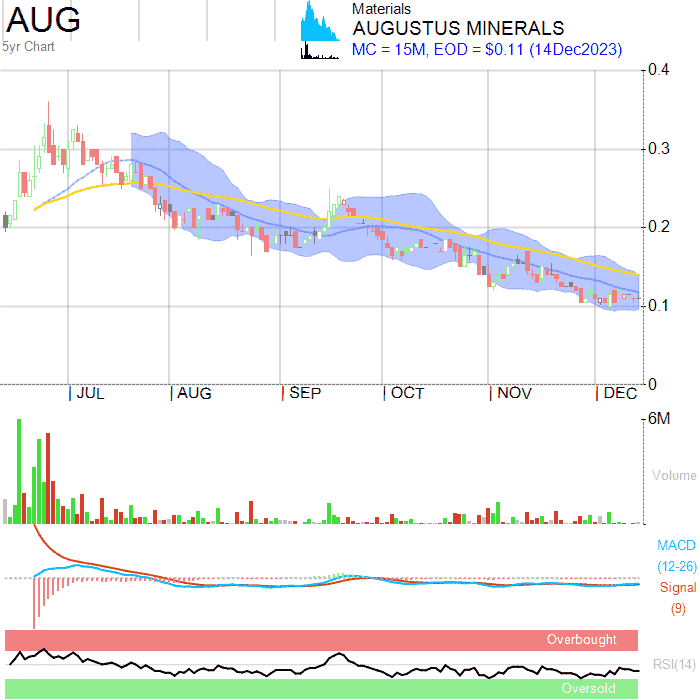 AUG
5yr Chart
Materials
AUGUSTUS MINERALS
MC = 15M, EOD = $0.11 (14Dec2023)
0.4
0.3
0.2
0.1
0
JUL AUG SEP OCT NOV DEC
6M
Volume
MACD
(12-26)
Signal
(9)
Overbought
RSI(14)
Oversold